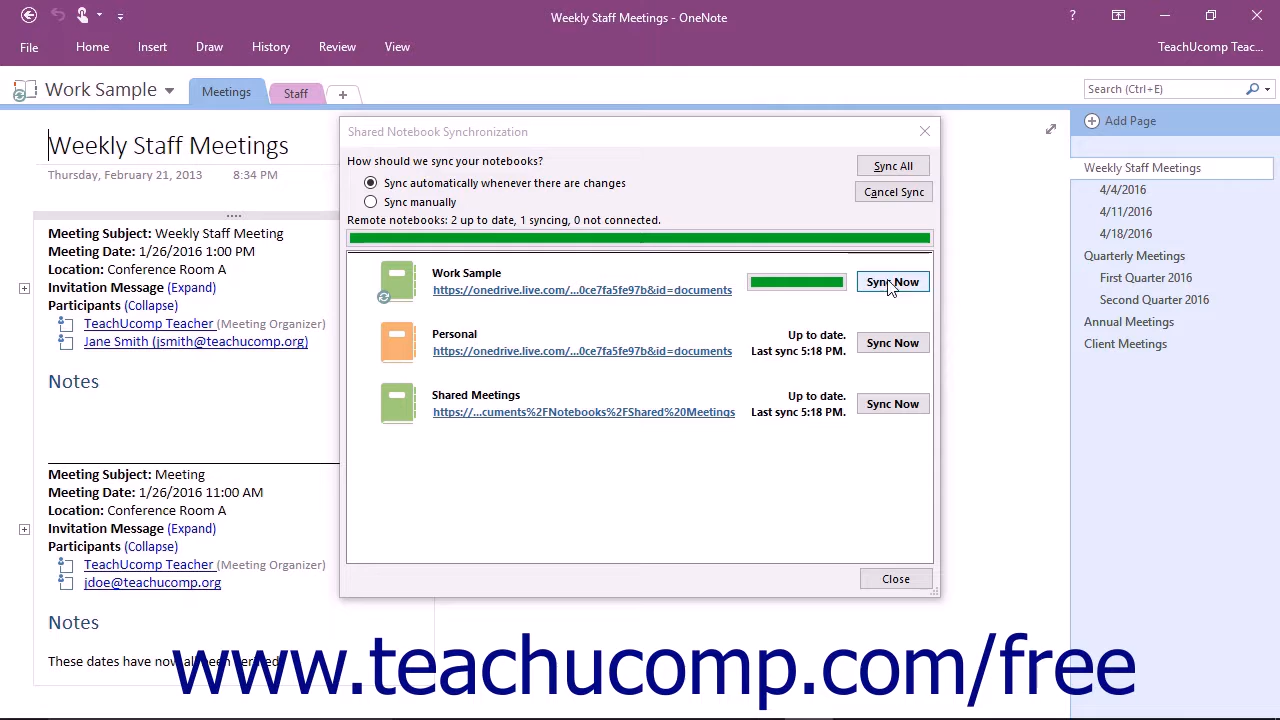 Weekly Staff Meetings - OneNote
?
File Home Insert Draw History Review View
TeachUcomp Teac...
Work Sample
Meetings
Staff
+
Search (Ctrl+E)
Weekly Staff Meetings
Thursday, February 21, 2013 8:34 PM
Meeting Subject: Weekly Staff Meeting
Meeting Date: 1/26/2016 1:00 PM
Location: Conference Room A
Invitation Message (Expand)
Participants (Collapse)
TeachUcomp Teacher (Meeting Organizer)
Jane Smith (jsmith@teachucomp.org)
Notes
Meeting Subject: Meeting
Meeting Date: 1/26/2016 11:00 AM
Location: Conference Room A
Invitation Message (Expand)
Participants (Collapse)
TeachUcomp Teacher (Meeting Organizer)
jdoe@teachucomp.org
Notes
These dates have now all been
Shared Notebook Synchronization
How should we sync your notebooks?
Sync automatically whenever there are changes
Sync manually
Sync All
Cancel Sync
Remote notebooks: 2 up to date, 1 syncing, 0 not connected.
Work Sample
https://onedrive.live.com/...0ce7fa5fe97b&id=documents
Sync Now
Personal
https://onedrive.live.com/...0ce7fa5fe97b&id=documents
Up to date.
Last sync 5:18 PM.
Sync Now
Shared Meetings
https://...cuments%2FNotebooks%2FShared%20Meetings
Up to date.
Last sync 5:18 PM.
Sync Now
Close
Add Page
Weekly Staff Meetings
4/4/2016
4/11/2016
4/18/2016
Quarterly Meetings
First Quarter 2016
Second Quarter 2016
Annual Meetings
Client Meetings
www.teachucomp.com/free